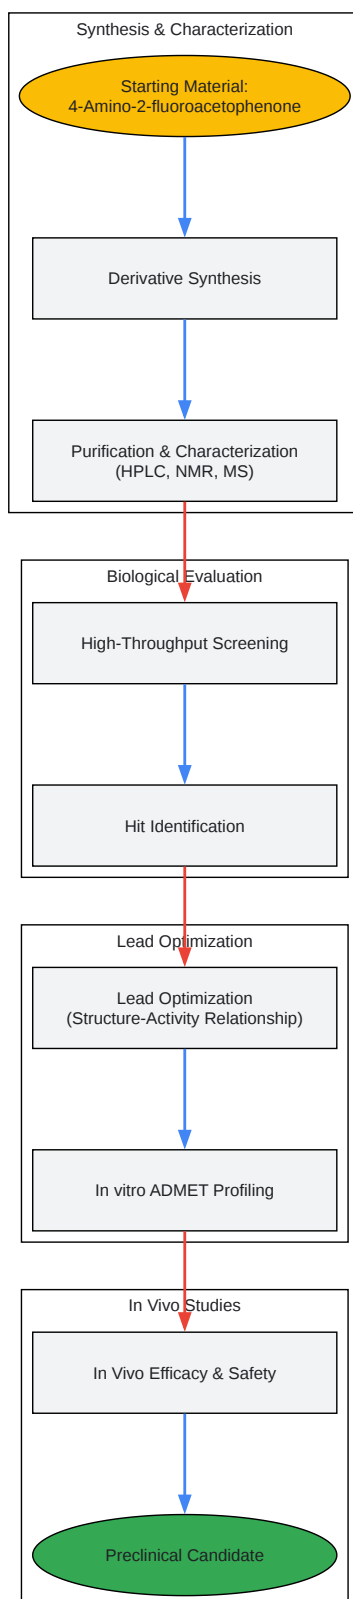 Synthesis & Characterization
Starting Material:
4-Amino-2-fluoroacetophenone
Derivative Synthesis
Purification & Characterization
(HPLC, NMR, MS)
Biological Evaluation
High-Throughput Screening
Hit Identification
Lead Optimization
Lead Optimization
(Structure-Activity Relationship)
In vitro ADMET Profiling
In Vivo Studies
In Vivo Efficacy & Safety
Preclinical Candidate